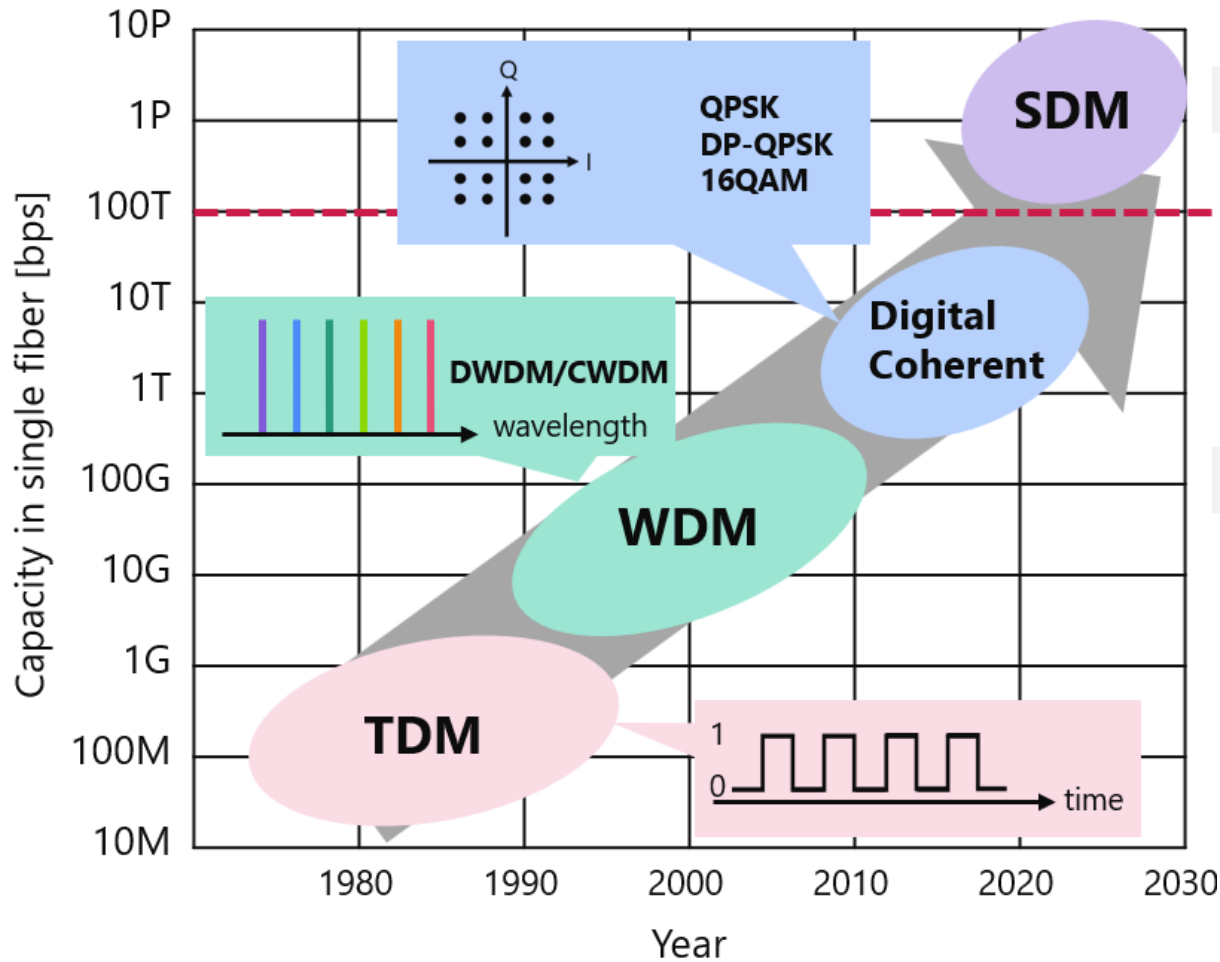 Capacity in single fiber [bps]
10P
1P
100T
10T
1T
100G
10G
1G
100M
10M
Q
I
QPSK
DP-QPSK
16QAM
SDM
Digital
Coherent
DWDM/CWDM
wavelength
WDM
TDM
1
0
time
1980
1990
2000
2010
2020
2030
Year